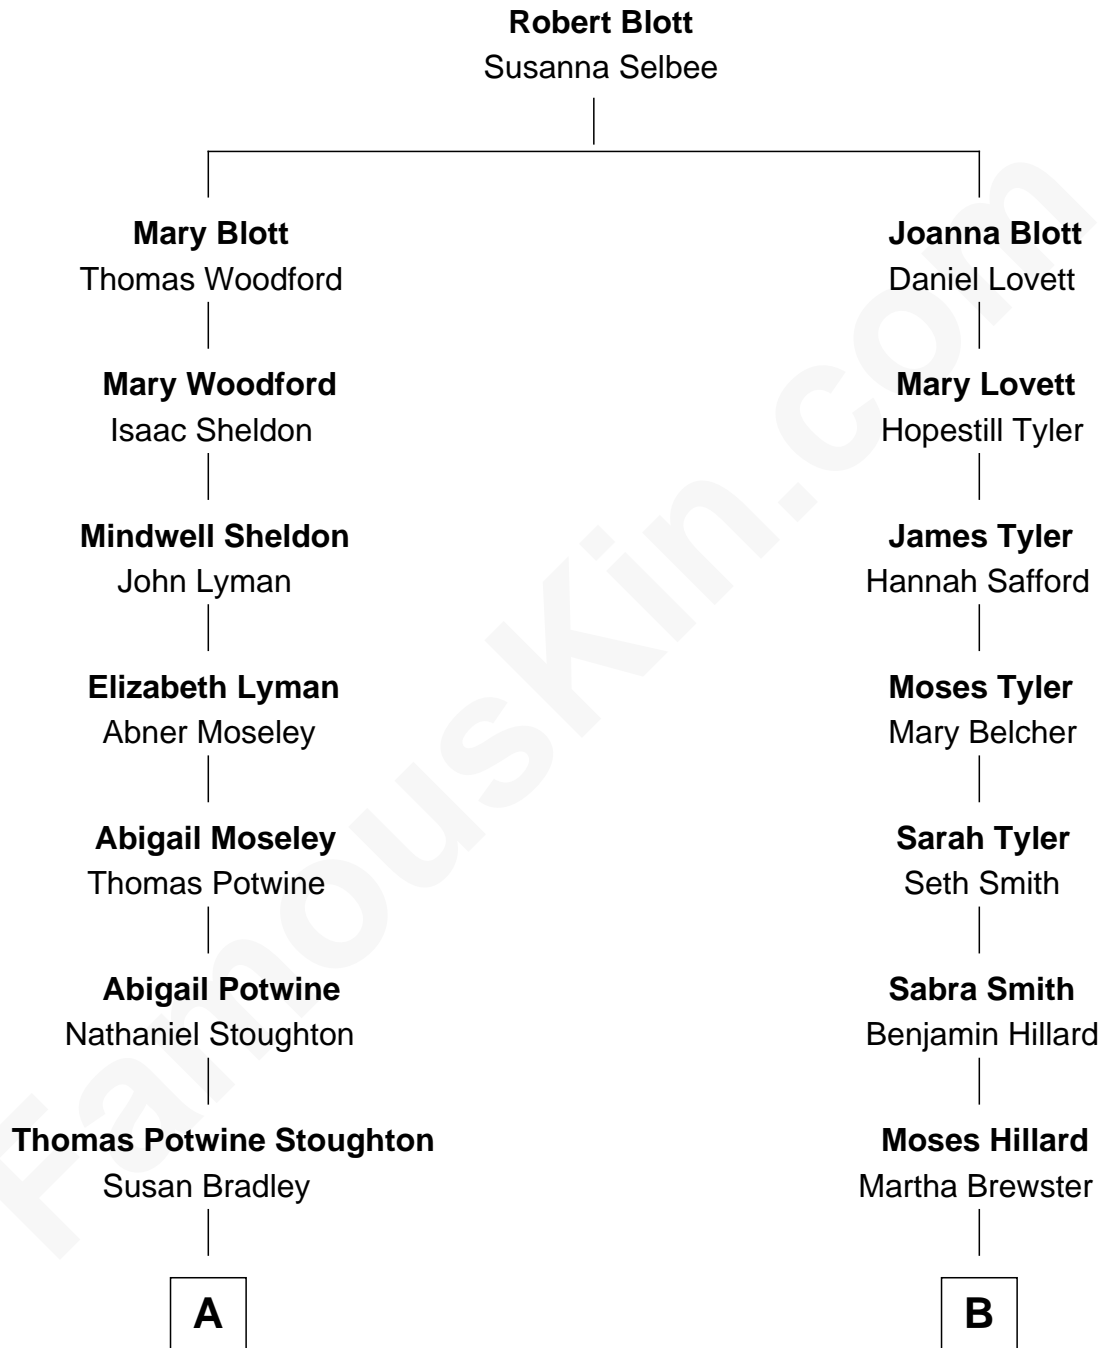 Robert Blott
Susanna Selbee
Mary Blott
Thomas Woodford
Joanna Blott
Daniel Lovett
Mary Woodford
Isaac Sheldon
Mary Lovett
Hopestill Tyler
Mindwell Sheldon
John Lyman
James Tyler
Hannah Safford
Elizabeth Lyman
Abner Moseley
Moses Tyler
Mary Belcher
Abigail Moseley
Thomas Potwine
Sarah Tyler
Seth Smith
Abigail Potwine
Nathaniel Stoughton
Sabra Smith
Benjamin Hillard
Thomas Potwine Stoughton
Susan Bradley
Moses Hillard
Martha Brewster
A
B
FamousKin.com